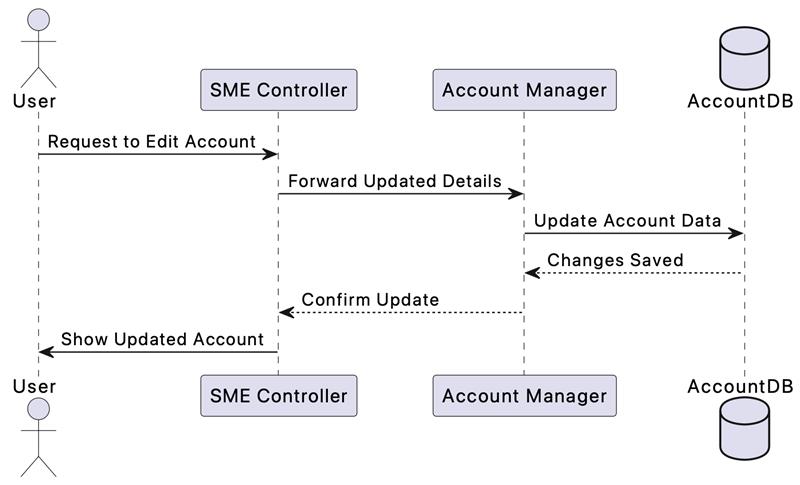 User
SME Controller
Account Manager
AccountDB
Request to Edit Account
Forward Updated Details
Update Account Data
Changes Saved
Confirm Update
Show Updated Account
User
SME Controller
Account Manager
AccountDB